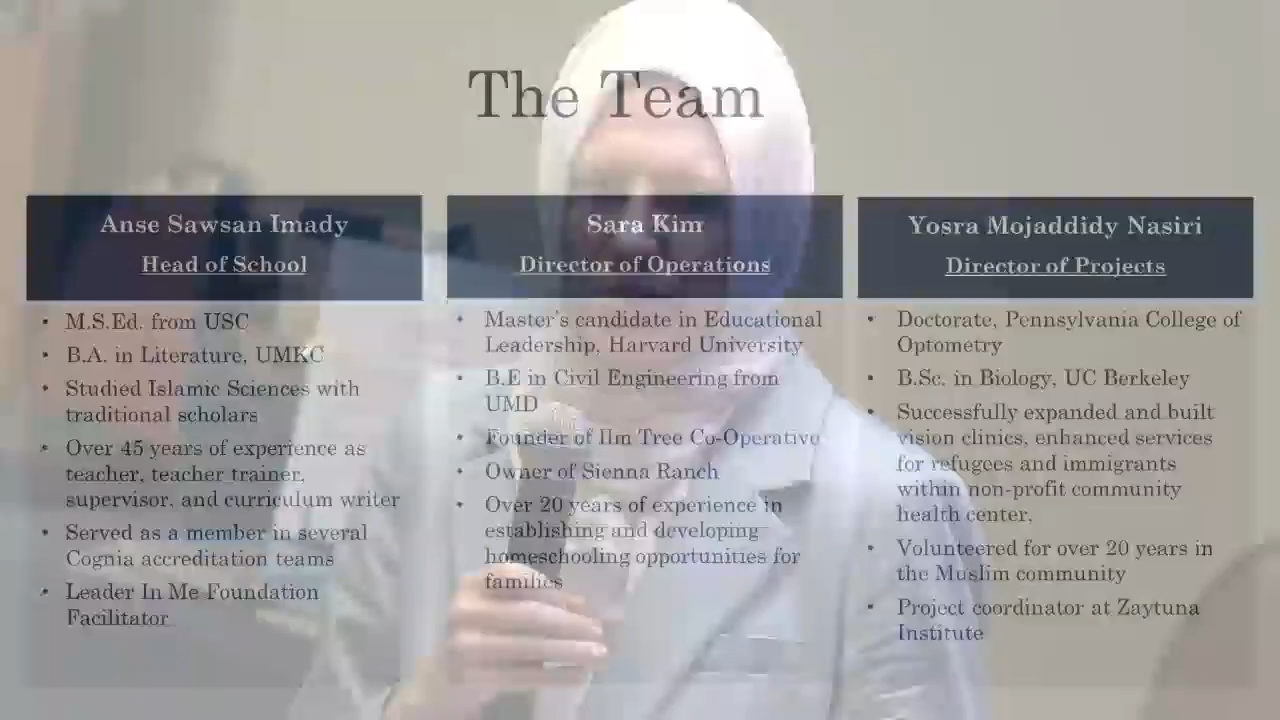 The Team
Anse Sawsan Imady
Head of School
• M.S.Ed. from USC
• B.A. in Literature, UMKC
• Studied Islamic Sciences with
traditional scholars
• Over 45 years of experience as
teacher, teacher trainer,
supervisor, and curriculum writer
• Served as a member in several
Cognia accreditation teams
• Leader In Me Foundation
Facilitator
Sara Kim
Director of Operations
• Master's candidate in Educational
Leadership, Harvard University
• B.E in Civil Engineering from
UMD
• Founder of Ilm Tree Co-Operative
• Owner of Sienna Ranch
• Over 20 years of experience in
establishing and developing
homeschooling opportunities for
families
Yosra Mojaddidy Nasiri
Director of Projects
• Doctorate, Pennsylvania College of
Optometry
• B.Sc. in Biology, UC Berkeley
• Successfully expanded and built
vision clinics, enhanced services
for refugees and immigrants
within non-profit community
health center.
• Volunteered for over 20 years in
the Muslim community
• Project coordinator at Zaytuna
Institute